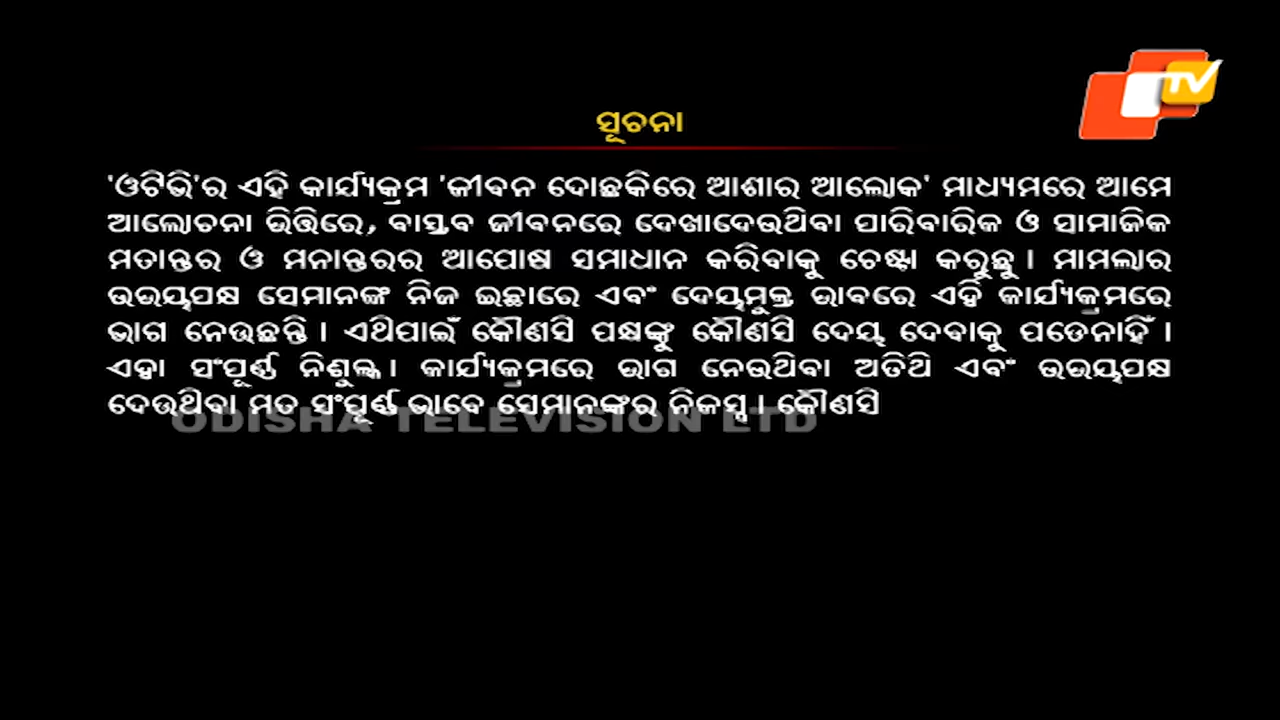 TV
ସୂଚନା
'ଓଟିଭି'ର ଏହି କାର୍ଯ୍ୟକ୍ରମ 'ଜୀବନ ଦୋଛକିରେ ଆଶାର ଆଲୋକ' ମାଧ୍ୟମରେ ଆମେ
ଆଲୋଚନା ଭିତ୍ତିରେ, ବାସ୍ତବ ଜୀବନରେ ଦେଖାଦେଉଥିବା ପାରିବାରିକ ଓ ସାମାଜିକ
ମତାନ୍ତର ଓ ମନାନ୍ତରର ଆପୋଷ ସମାଧାନ କରିବାକୁ ଚେଷ୍ଟା କରୁଛୁ । ମାମଲାର
ଉଭୟପକ୍ଷ ସେମାନଙ୍କ ନିଜ ଇଛାରେ ଏବଂ ଦେୟମୁକ୍ତ ଭାବରେ ଏହି କାର୍ଯ୍ୟକ୍ରମରେ
ଭାଗ ନେଉଛନ୍ତି । ଏଥିପାଇଁ କୌଣସି ପକ୍ଷଙ୍କୁ କୌଣସି ଦେୟ ଦେବାକୁ ପଡେନାହିଁ ।
ଏହା ସଂପୂର୍ଣ୍ଣ ନିଶୁଳ୍କ । କାର୍ଯ୍ୟକ୍ରମରେ ଭାଗ ନେଉଥିବା ଅତିଥି ଏବଂ ଉଭୟପକ୍ଷ
ଦେଉଥିବା ମତ ସଂପୂର୍ଣ୍ଣ ଭାବେ ସେମାନଙ୍କର ନିଜସ୍ୱ । କୌଣସି
ODISHA TELEVISION LTD